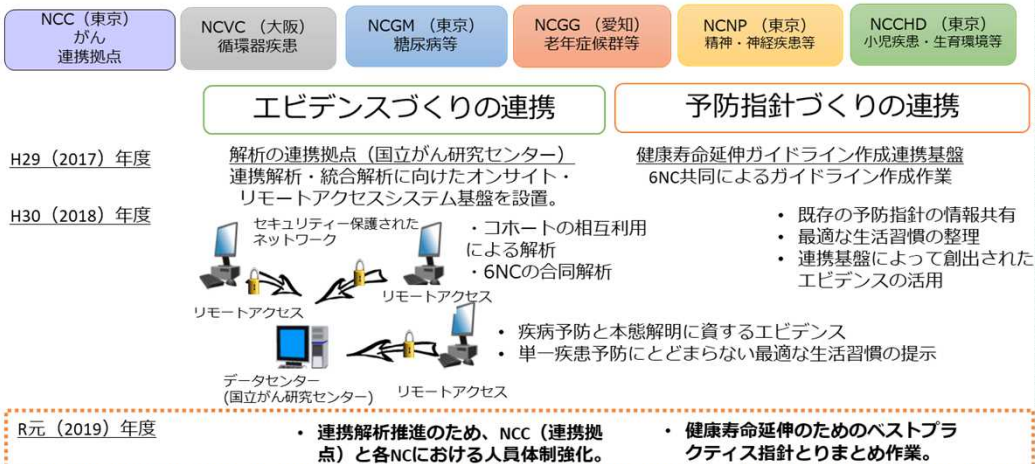 NCC（東京）
がん
連携拠点
NCVC （大阪）
循環器疾患
NCGM （東京）
糖尿病等
NCGG （愛知）
老年症候群等
NCNP （東京）
精神・神経疾患等
NCCHD （東京）
小児疾患・生育環境等
エビデンスづくりの連携
予防指針づくりの連携
H29（2017）年度
解析の連携拠点（国立がん研究センター）
連携解析・統合解析に向けたオンサイト・
リモートアクセスシステム基盤を設置。
健康寿命延伸ガイドライン作成連携基盤
6NC共同によるガイドライン作成作業
H30（2018）年度
セキュリティー保護された
ネットワーク
・コホートの相互利用
による解析
・6NCの合同解析
リモートアクセス
リモートアクセス
• 既存の予防指針の情報共有
• 最適な生活習慣の整理
• 連携基盤によって創出された
エビデンスの活用
• 疾病予防と本態解明に資するエビデンス
• 単一疾患予防にとどまらない最適な生活習慣の提示
データセンター
(国立がん研究センター)
リモートアクセス
R元（2019）年度
• 連携解析推進のため、NCC（連携拠
点）と各NCにおける人員体制強化。
• 健康寿命延伸のためのベストプラ
クティス指針とりまとめ作業。